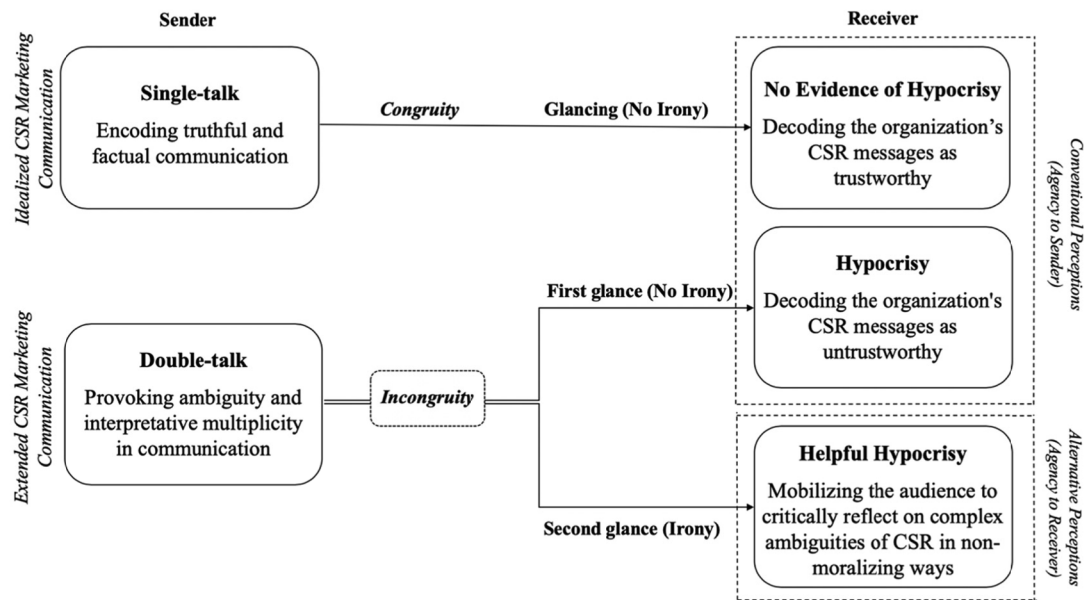 Sender
Receiver
Idealized CSR Marketing
Communication
Single-talk
Encoding truthful and
factual communication
Congruity
Glancing (No Irony)
No Evidence of Hypocrisy
Decoding the organization’s
CSR messages as
trustworthy
Conventional Perceptions
(Agency to Sender)
Hypocrisy
Decoding the organization's
CSR messages as
untrustworthy
First glance (No Irony)
Extended CSR Marketing
Communication
Double-talk
Provoking ambiguity and
interpretative multiplicity
in communication
Incongruity
Second glance (Irony)
Helpful Hypocrisy
Mobilizing the audience to
critically reflect on complex
ambiguities of CSR in non-
moralizing ways
Alternative Perceptions
(Agency to Receiver)